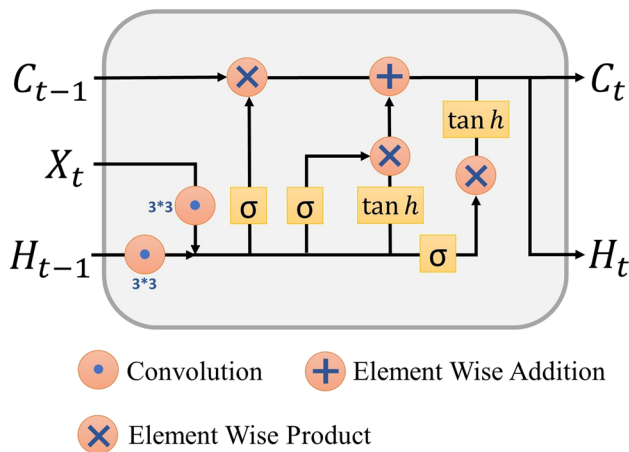 C_{t-1}
C_t
tan h
X_t
3*3
σ
σ
tan h
H_{t-1}
3*3
σ
H_t
Convolution
Element Wise Addition
Element Wise Product